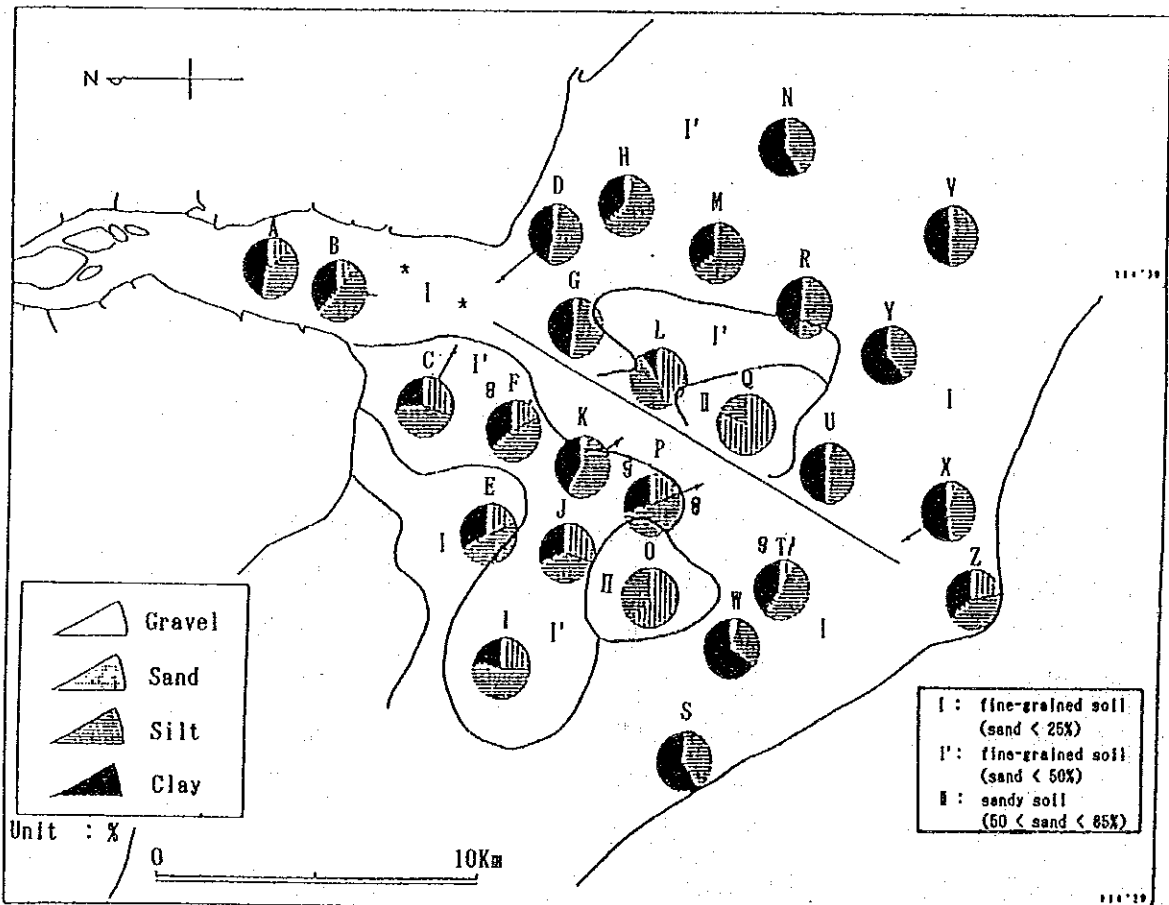 N
N
I'
H
D
V
M
A
B
R
*
I
*
G
Y
I'
L
I'
C
F
g
Q
II
I
U
K
P
g
g
X
E
J
I
O
g T
Z
II
W
I'
I
I
S
Gravel
Sand
Silt
Clay
Unit : %
0
10Km
I : fine-grained soil
(sand < 25%)
I': fine-grained soil
(sand < 50%)
II : sandy soil
(50 < sand < 85%)